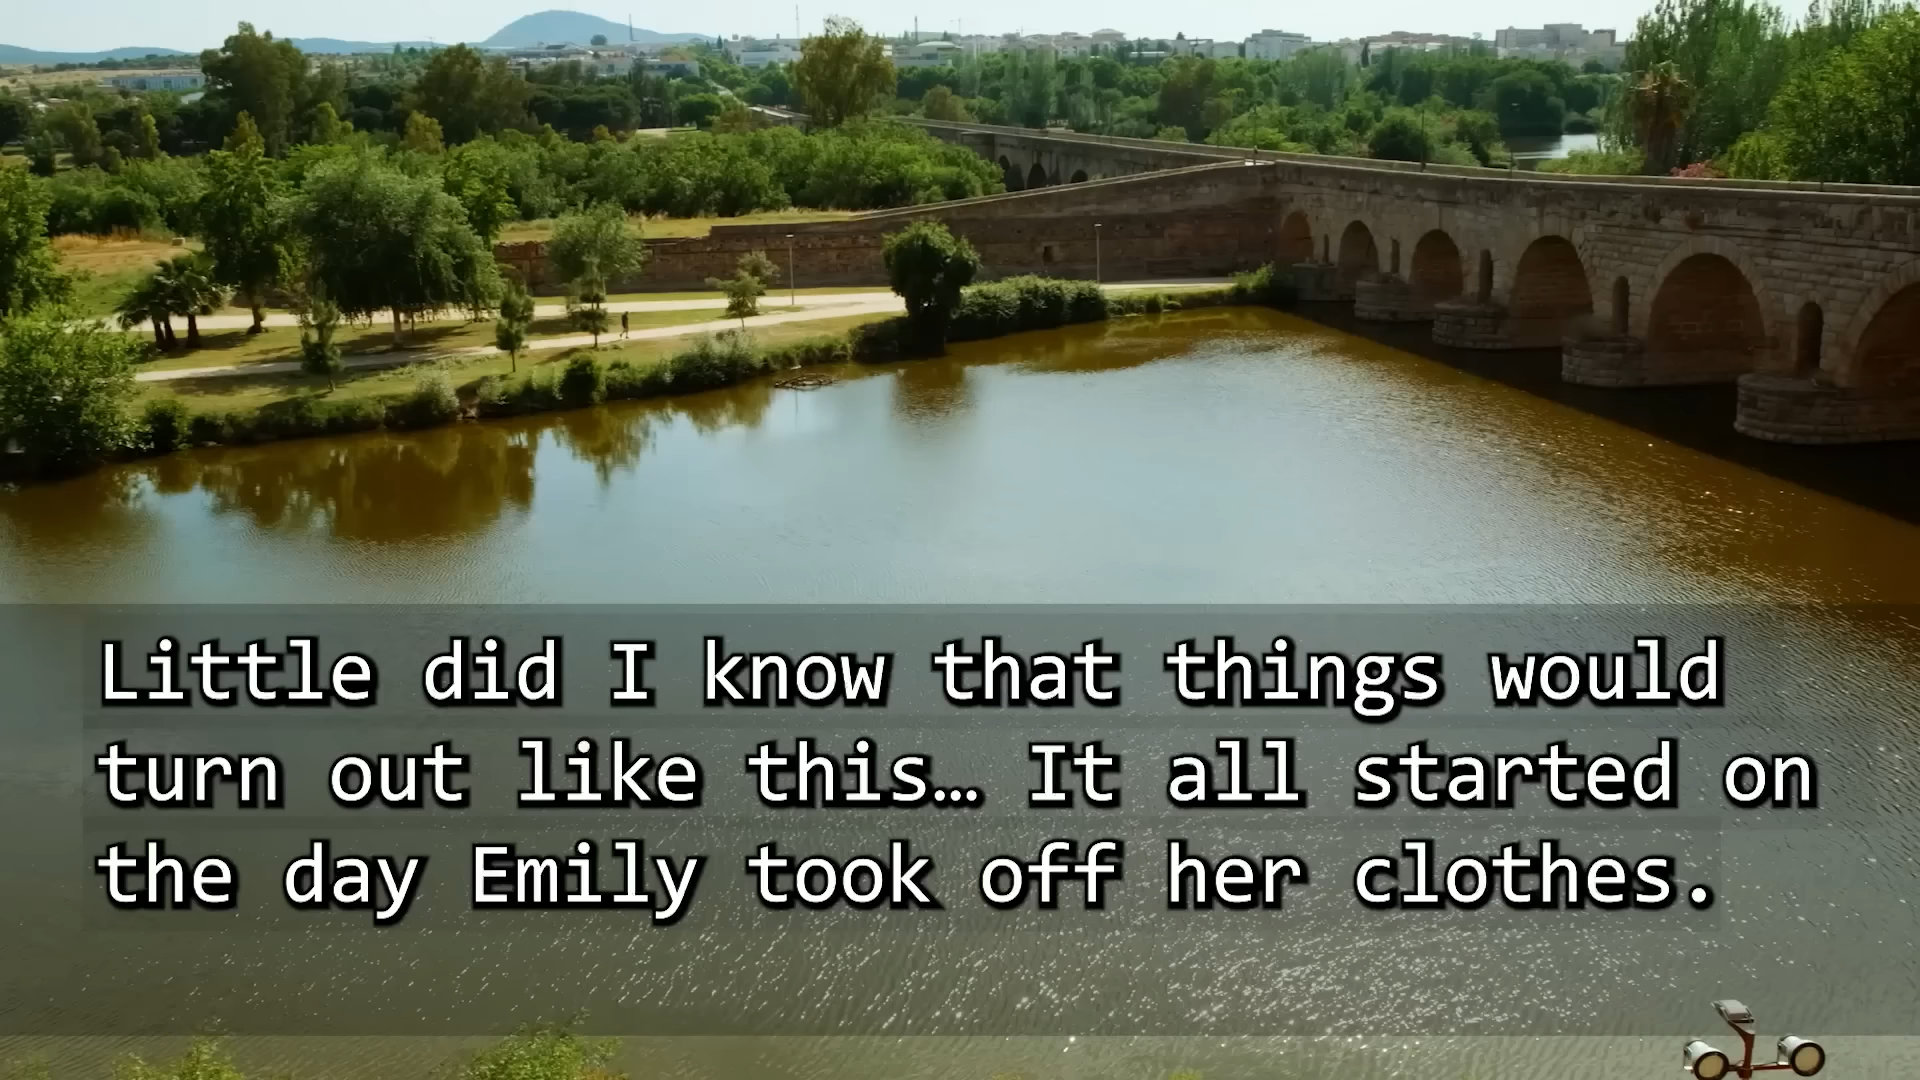 Little did I know that things would
turn out like this… It all started on
the day Emily took off her clothes.